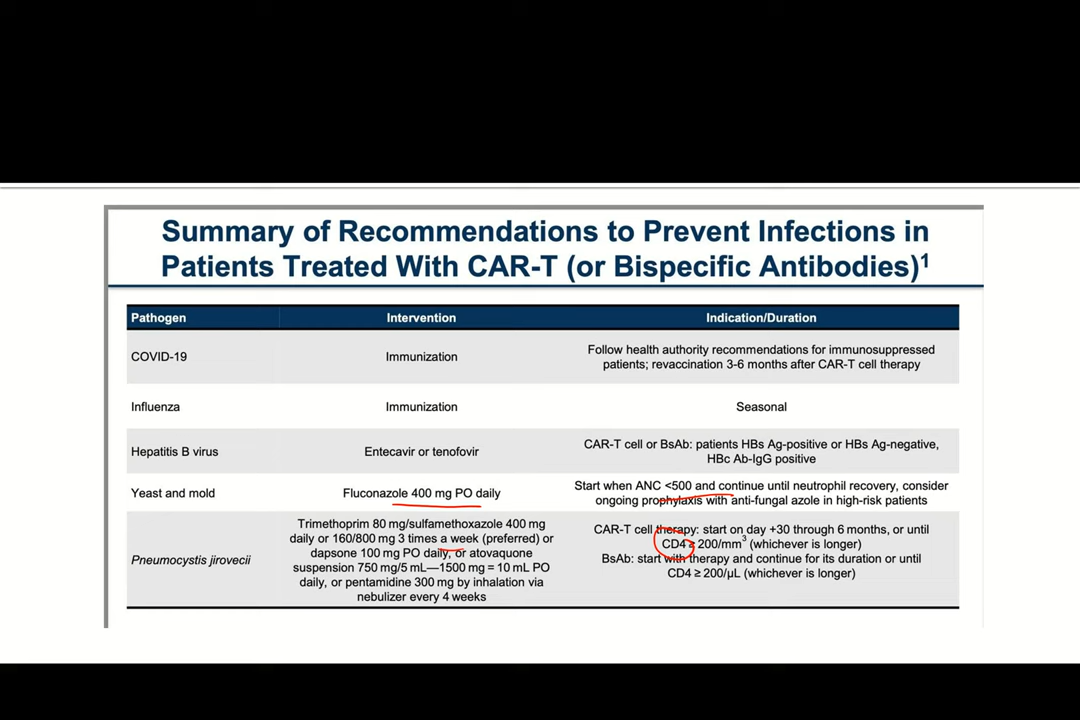 Summary of Recommendations to Prevent Infections in
Patients Treated With CAR-T (or Bispecific Antibodies)1
Pathogen Intervention Indication/Duration
COVID-19 Immunization Follow health authority recommendations for immunosuppressed
patients; revaccination 3-6 months after CAR-T cell therapy
Influenza Immunization Seasonal
Hepatitis B virus Entecavir or tenofovir CAR-T cell or BsAb: patients HBs Ag-positive or HBs Ag-negative,
HBc Ab-IgG positive
Yeast and mold Fluconazole 400 mg PO daily Start when ANC <500 and continue until neutrophil recovery, consider
ongoing prophylaxis with anti-fungal azole in high-risk patients
Pneumocystis jirovecii
Trimethoprim 80 mg/sulfamethoxazole 400 mg
daily or 160/800 mg 3 times a week (preferred) or
dapsone 100 mg PO daily, or atovaquone
suspension 750 mg/5 mL—1500 mg = 10 mL PO
daily, or pentamidine 300 mg by inhalation via
nebulizer every 4 weeks
CAR-T cell therapy: start on day +30 through 6 months, or until
CD4 ≥ 200/mm3 (whichever is longer)
BsAb: start with therapy and continue for its duration or until
CD4 ≥ 200/µL (whichever is longer)